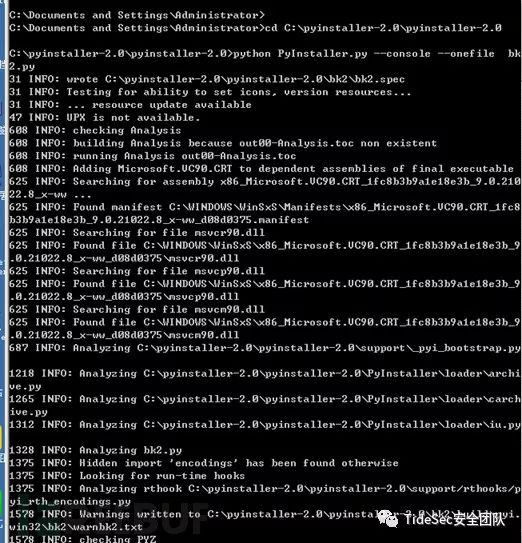 C:\Documents and Settings\Administrator>
C:\Documents and Settings\Administrator>cd C:\pyinstaller-2.0\pyinstaller-2.0
C:\pyinstaller-2.0\pyinstaller-2.0>python PyInstaller.py --console --onefile bk
2.py
31 INFO: wrote C:\pyinstaller-2.0\pyinstaller-2.0\bk2\bk2.spec
31 INFO: Testing for ability to set icons, version resources...
31 INFO: ... resource update available
47 INFO: UPX is not available.
608 INFO: checking Analysis
608 INFO: building Analysis because out00-Analysis.toc non existent
608 INFO: running Analysis out00-Analysis.toc
608 INFO: Adding Microsoft.VC90.CRT to dependent assemblies of final executable
625 INFO: Searching for assembly x86_Microsoft.VC90.CRT_1fc8b3b9a1e18e3b_9.0.210
22.8_x-ww ...
625 INFO: Found manifest C:\WINDOWS\WinSxS\Manifests\x86_Microsoft.VC90.CRT_1fc8
b3b9a1e18e3b_9.0.21022.8_x-ww_d08d0375.manifest
625 INFO: Searching for file msvcr90.dll
625 INFO: Found file C:\WINDOWS\WinSxS\x86_Microsoft.VC90.CRT_1fc8b3b9a1e18e3b_9
.0.21022.8_x-ww_d08d0375\msvcr90.dll
625 INFO: Searching for file msvcp90.dll
625 INFO: Found file C:\WINDOWS\WinSxS\x86_Microsoft.VC90.CRT_1fc8b3b9a1e18e3b_9
.0.21022.8_x-ww_d08d0375\msvcp90.dll
625 INFO: Searching for file msvcm90.dll
625 INFO: Found file C:\WINDOWS\WinSxS\x86_Microsoft.VC90.CRT_1fc8b3b9a1e18e3b_9
.0.21022.8_x-ww_d08d0375\msvcm90.dll
687 INFO: Analyzing C:\pyinstaller-2.0\pyinstaller-2.0\support\_pyi_bootstrap.py
1218 INFO: Analyzing C:\pyinstaller-2.0\pyinstaller-2.0\PyInstaller\loader\archi
ve.py
1265 INFO: Analyzing C:\pyinstaller-2.0\pyinstaller-2.0\PyInstaller\loader\carch
ive.py
1312 INFO: Analyzing C:\pyinstaller-2.0\pyinstaller-2.0\PyInstaller\loader\iu.py
1328 INFO: Analyzing bk2.py
1375 INFO: Hidden import 'encodings' has been found otherwise
1375 INFO: Looking for run-time hooks
1375 INFO: Analyzing rthook C:\pyinstaller-2.0\pyinstaller-2.0\support/rthooks/p
yi_rth_encodings.py
1578 INFO: Warnings written to C:\pyinstaller-2.0\pyinstaller-2.0\
win32\bk2\warnbk2.txt
1578 INFO: checking PYZ
TideSec安全团队